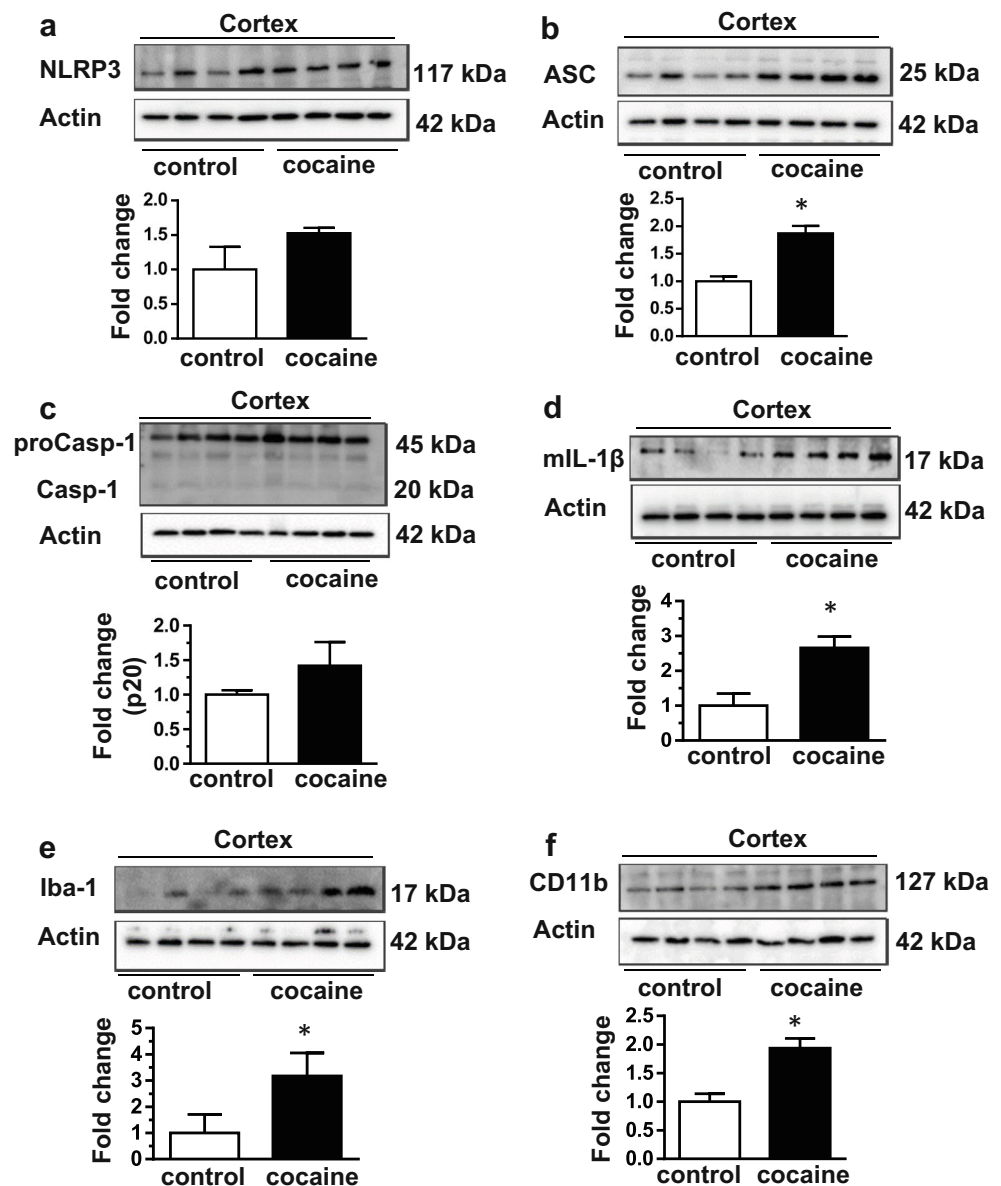 a
Cortex
NLRP3
117 kDa
Actin
42 kDa
control cocaine
Fold change
2.0
1.5
1.0
0.5
0.0
control cocaine
b
Cortex
ASC
25 kDa
Actin
42 kDa
control cocaine
Fold change
2.5
2.0
1.5
1.0
0.5
0.0
*
control cocaine
c
Cortex
proCasp-1
45 kDa
Casp-1
20 kDa
Actin
42 kDa
control cocaine
Fold change
(p20)
2.0
1.5
1.0
0.5
0.0
control cocaine
d
Cortex
mIL-1β
17 kDa
Actin
42 kDa
control cocaine
Fold change
4
3
2
1
0
*
control cocaine
e
Cortex
Iba-1
17 kDa
Actin
42 kDa
control cocaine
Fold change
5
4
3
2
1
0
*
control cocaine
f
Cortex
CD11b
127 kDa
Actin
42 kDa
control cocaine
Fold change
2.5
2.0
1.5
1.0
0.5
0.0
*
control cocaine